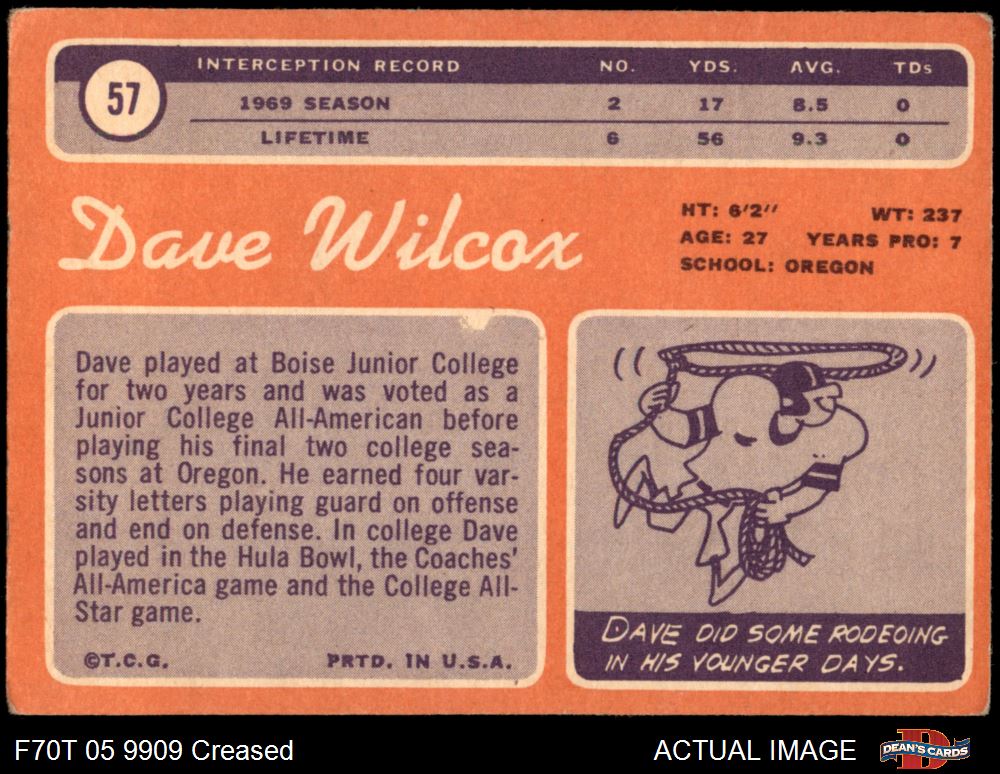 57
INTERCEPTION RECORD NO. YDS. AVG. TDs
1969 SEASON 2 17 8.5 0
LIFETIME 6 56 9.3 0
Dave Wilcox
HT: 6'2" WT: 237
AGE: 27 YEARS PRO: 7
SCHOOL: OREGON
Dave played at Boise Junior College
for two years and was voted as a
Junior College All-American before
playing his final two college sea-
sons at Oregon. He earned four var-
sity letters playing guard on offense
and end on defense. In college Dave
played in the Hula Bowl, the Coaches'
All-America game and the College All-
Star game.
©T.C.G. PRTD. IN U.S.A.
DAVE DID SOME RODEOING
IN HIS YOUNGER DAYS.
F70T 05 9909 Creased
ACTUAL IMAGE
D
DEAN'S CARDS